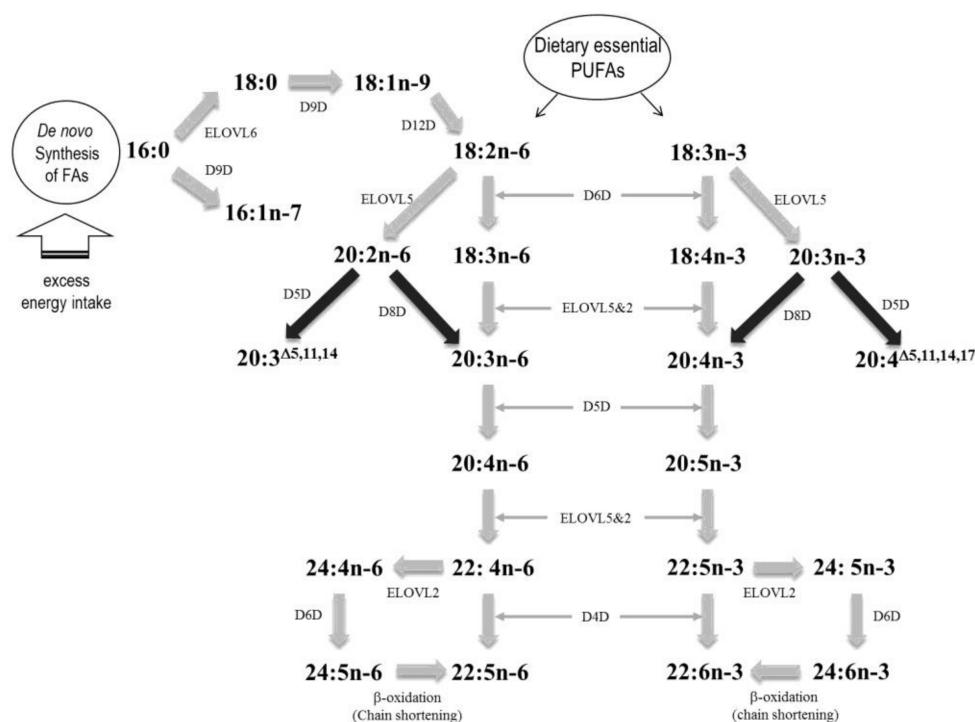 Dietary essential
PUFAs
18:0
D9D
18:1n-9
D12D
De novo
Synthesis
of FAs
16:0
ELOVL6
D9D
16:1n-7
excess
energy intake
18:2n-6
18:3n-3
ELOVL5
D6D
ELOVL5
20:2n-6
18:3n-6
18:4n-3
20:3n-3
D5D
D8D
ELOVL5&2
D8D
D5D
20:3Δ5,11,14
20:3n-6
20:4n-3
20:4Δ5,11,14,17
D5D
20:4n-6
20:5n-3
ELOVL5&2
24:4n-6
22: 4n-6
22:5n-3
24: 5n-3
ELOVL2
ELOVL2
D6D
D4D
D6D
24:5n-6
22:5n-6
22:6n-3
24:6n-3
β-oxidation
(Chain shortening)
β-oxidation
(chain shortening)